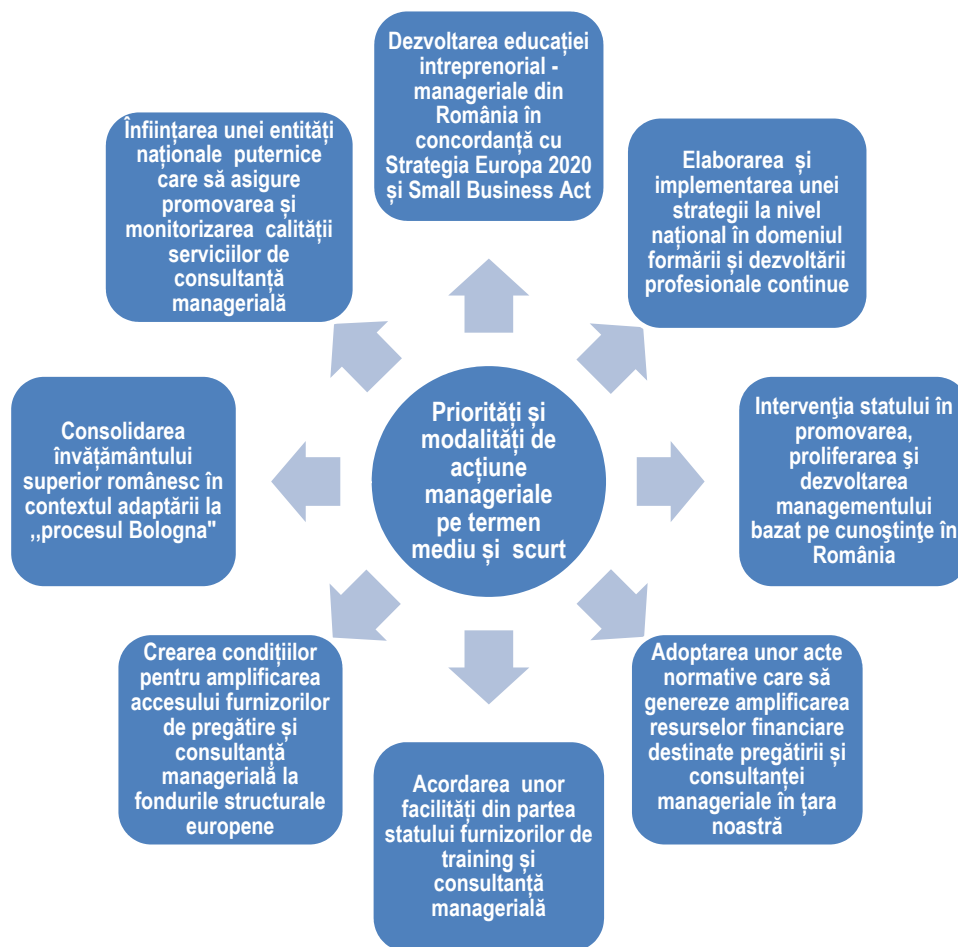 Dezvoltarea educației
intreprenorial -
manageriale din
România în
concordanță cu
Strategia Europa 2020
și Small Business Act
Elaborarea și
implementarea unei
strategii la nivel
național în domeniul
formării și dezvoltării
profesionale continue
Intervenţia statului în
promovarea,
proliferarea şi
dezvoltarea
managementului
bazat pe cunoştinţe în
România
Adoptarea unor acte
normative care să
genereze amplificarea
resurselor financiare
destinate pregătirii și
consultanței
manageriale în țara
noastră
Acordarea unor
facilități din partea
statului furnizorilor de
training și
consultanță
managerială
Crearea condițiilor
pentru amplificarea
accesului furnizorilor
de pregătire și
consultanță
managerială la
fondurile structurale
europene
Consolidarea
învățământului
superior românesc în
contextul adaptării la
,,procesul Bologna"
Înființarea unei entități
naționale puternice
care să asigure
promovarea și
monitorizarea calității
serviciilor de
consultanță
managerială
Priorități și
modalități de
acțiune
manageriale
pe termen
mediu și scurt